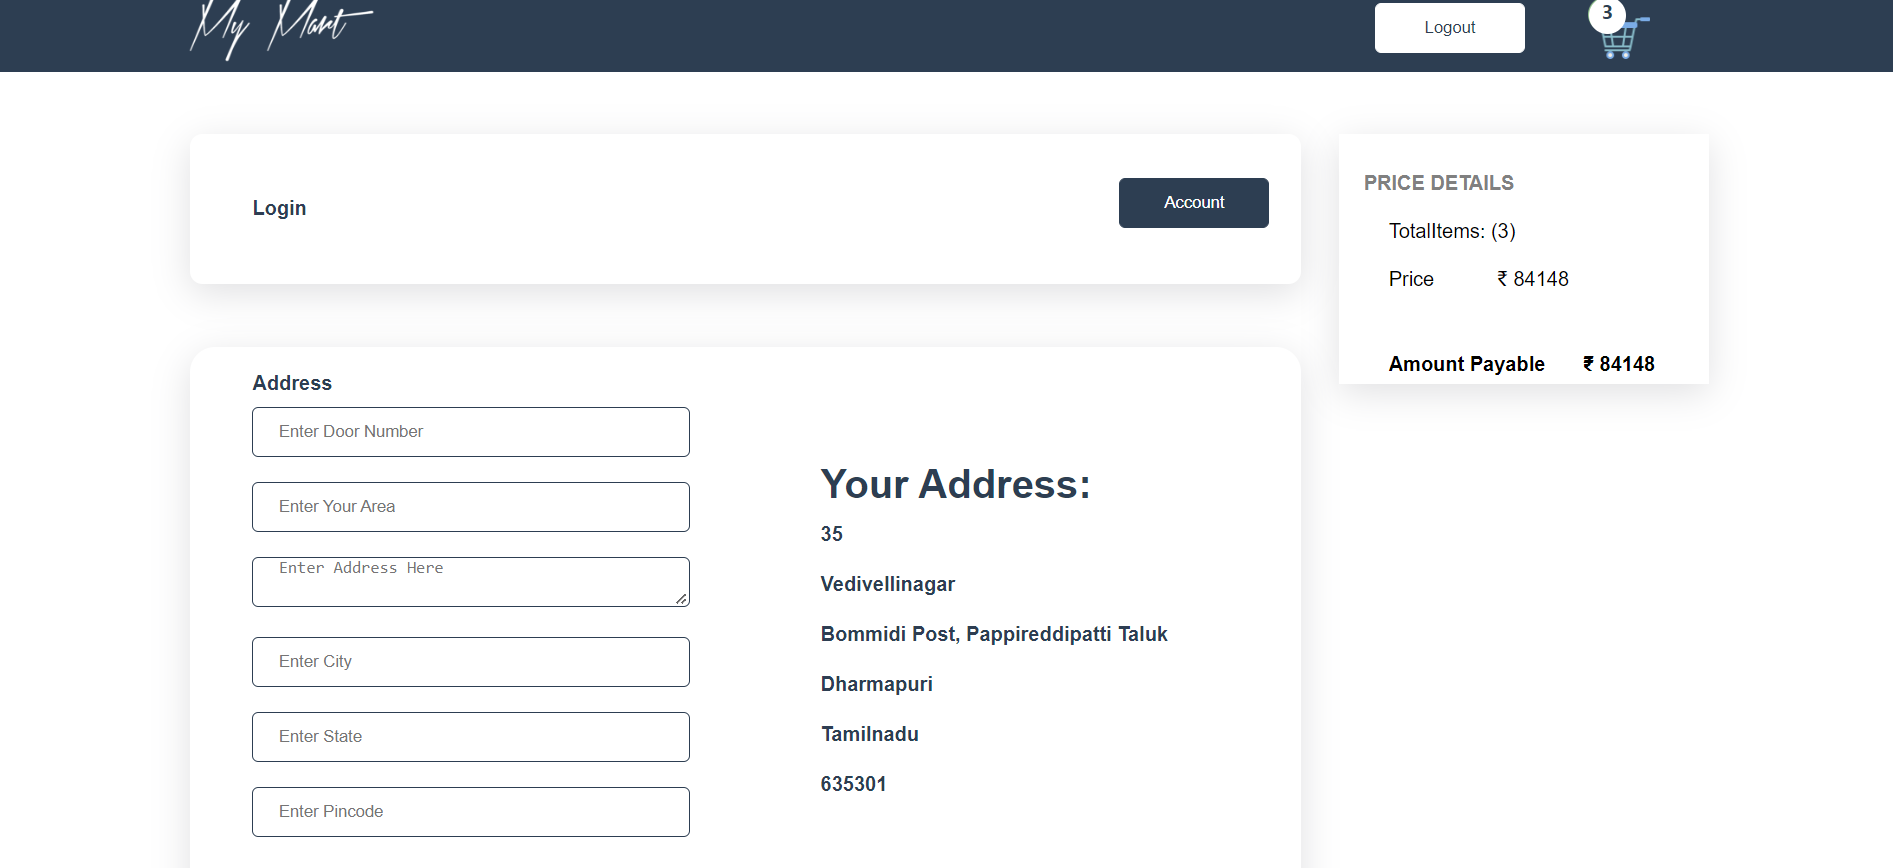 My Mart
Logout
3
Login
Account
PRICE DETAILS
TotalItems: (3)
Price ₹ 84148
Amount Payable ₹ 84148
Address
Enter Door Number
Enter Your Area
Enter Address Here
Enter City
Enter State
Enter Pincode
Your Address:
35
Vedivellinagar
Bommidi Post, Pappireddipatti Taluk
Dharmapuri
Tamilnadu
635301